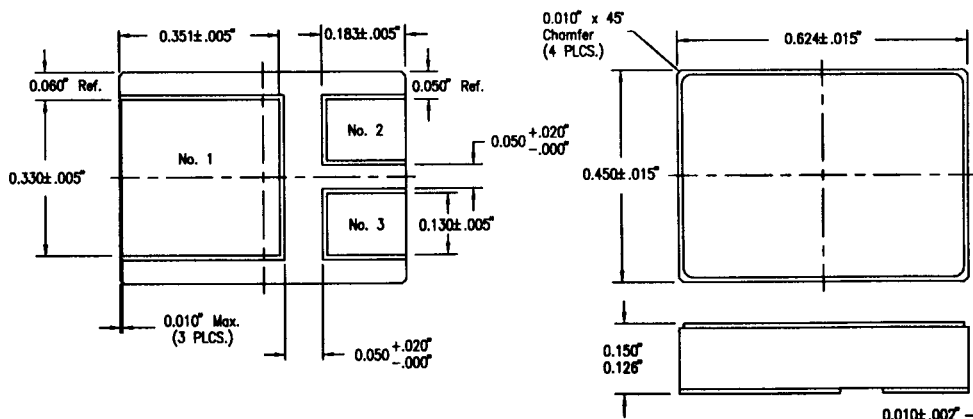 0.351±.005"
0.183±.005"
0.060" Ref.
0.050" Ref.
No. 1
No. 2
0.050 +.020"
-.000"
0.330±.005"
No. 3
0.130±.005"
0.010" Max.
(3 PLCS.)
0.050 +.020"
-.000"
0.010" x 45°
Chamfer
(4 PLCS.)
0.624±.015"
0.450±.015"
0.150"
0.126"
0.010±.002"